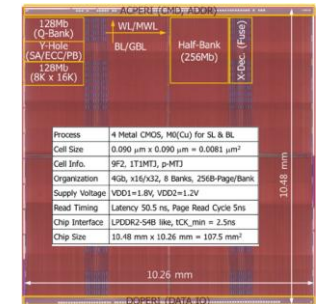 ACPERI (CMD, ADDR)
128Mb
(Q-Bank)
Y-Hole
(SA/ECC/PB)
128Mb
(8K x 16K)
WL/MWL
BL/GBL
Half-Bank
(256Mb)
X-Dec. (Fuse)
Process 4 Metal CMOS, M0(Cu) for SL & BL
Cell Size 0.090 μm x 0.090 μm = 0.0081 μm²
Cell Info. 9F2, 1T1MTJ, p-MTJ
Organization 4Gb, x16/x32, 8 Banks, 256B-Page/Bank
Supply Voltage VDD1=1.8V, VDD2=1.2V
Read Timing Latency 50.5 ns, Page Read Cycle 5ns
Chip Interface LPDDR2-S4B like, tCK_min = 2.5ns
Chip Size 10.48 mm x 10.26 mm = 107.5 mm²
10.48 mm
10.26 mm
DQPERI (DATA IO)